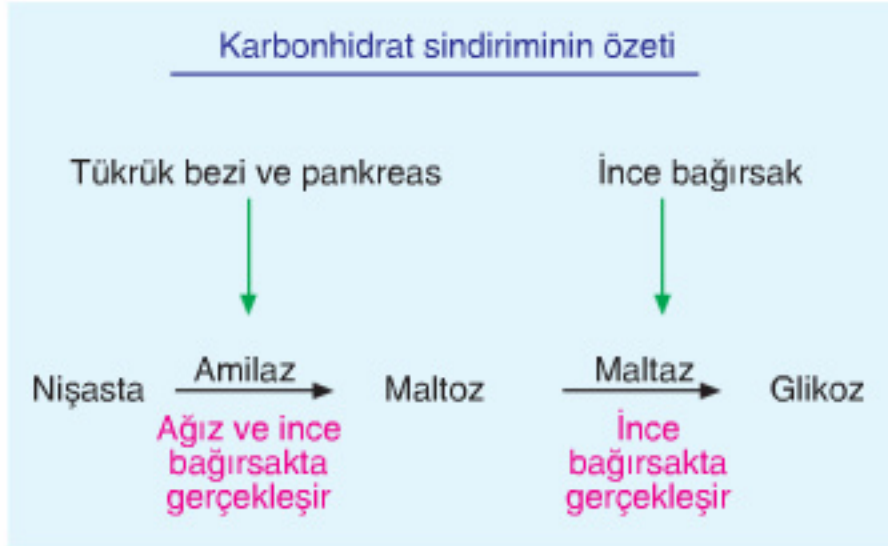 Karbonhidrat sindiriminin özeti
Tükrük bezi ve pankreas
İnce bağırsak
Nişasta
Amilaz
Maltoz
Maltaz
Glikoz
Ağız ve ince
bağırsakta
gerçekleşir
İnce
bağırsakta
gerçekleşir